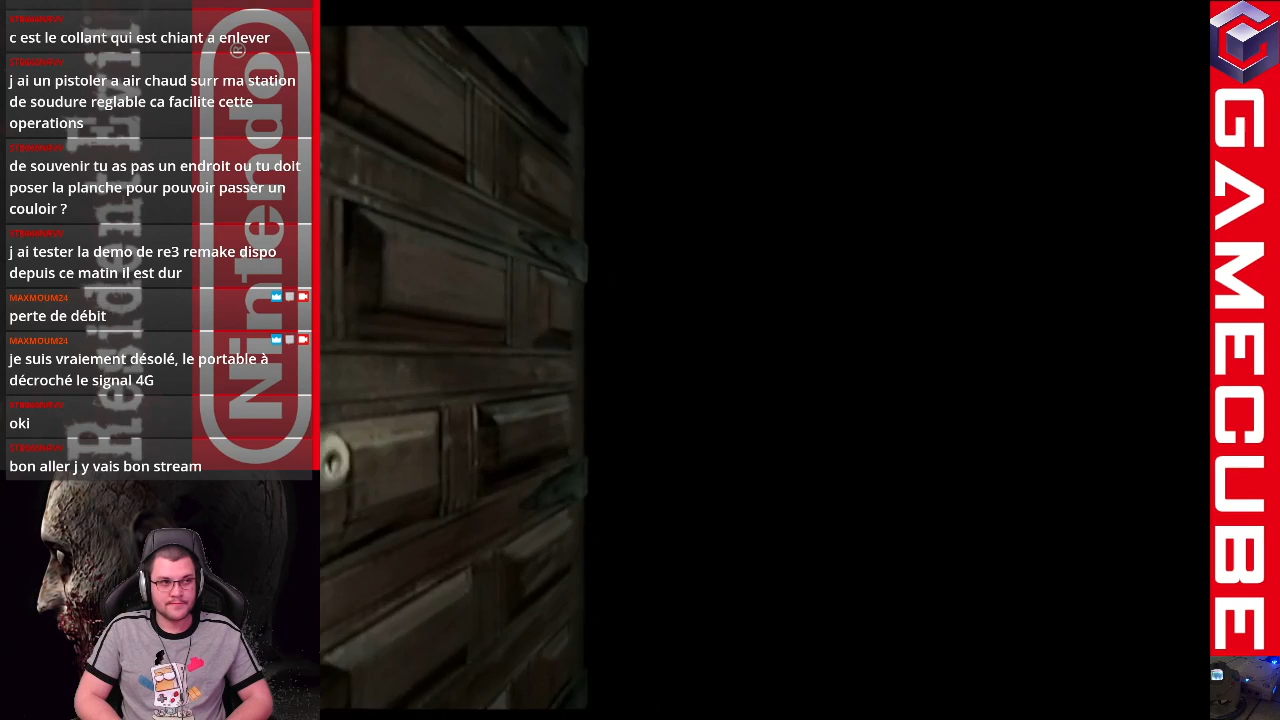 c est le collant qui est chiant a enlever
j ai un pistoler a air chaud surr ma station
de soudure reglable ca facilite cette
operations
de souvenir tu as pas un endroit ou tu doit
poser la planche pour pouvoir passer un
couloir ?
j ai tester la demo de re3 remake dispo
depuis ce matin il est dur
MAXMOUM24
perte de débit
MAXMOUM24
je suis vraiement désolé, le portable à
décroché le signal 4G
oki
bon aller j y vais bon stream
Resident Evil
Nintendo®
GAMECUBE